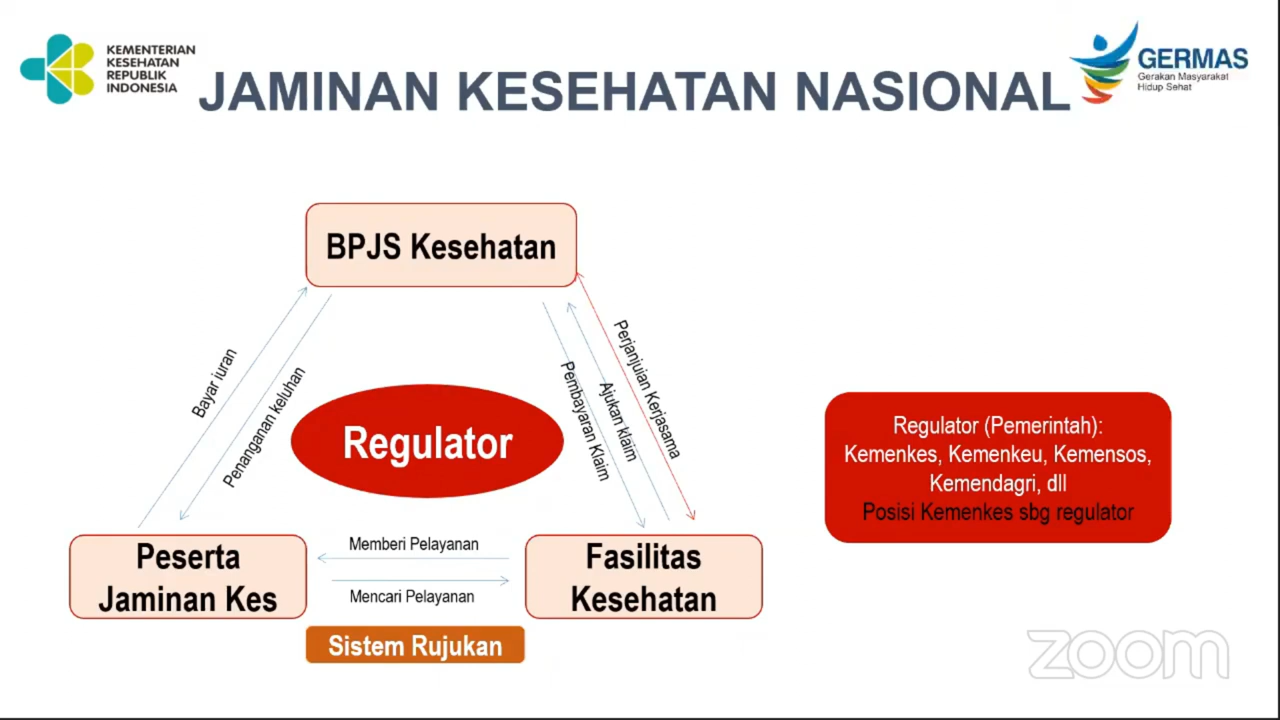 KEMENTERIAN
KESEHATAN
REPUBLIK
INDONESIA
JAMINAN KESEHATAN NASIONAL
GERMAS
Gerakan Masyarakat
Hidup Sehat
BPJS Kesehatan
Bayar iuran
Penanganan keluhan
Regulator
Pembayaran Klaim
Ajukan klaim
Perjanjuian Kerjasama
Regulator (Pemerintah):
Kemenkes, Kemenkeu, Kemensos,
Kemendagri, dll
Posisi Kemenkes sbg regulator
Peserta
Jaminan Kes
Memberi Pelayanan
Mencari Pelayanan
Fasilitas
Kesehatan
Sistem Rujukan
zoom